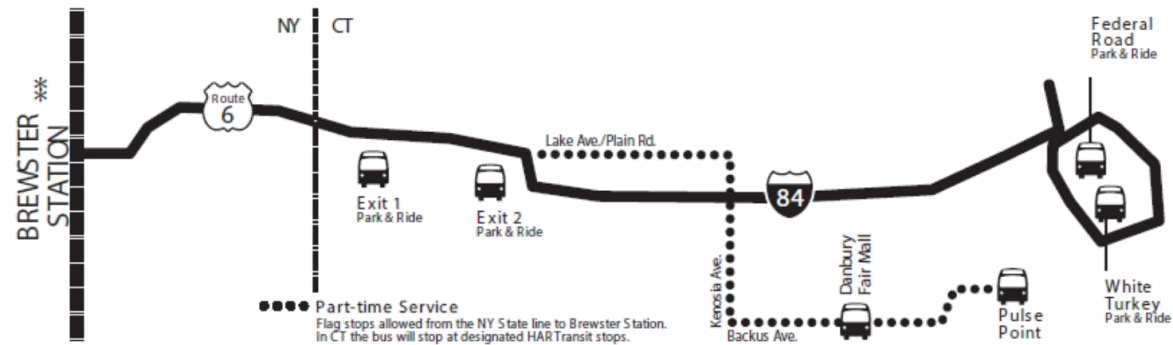 BREWSTER **
STATION
NY
CT
Route
6
Exit 1
Park & Ride
Exit 2
Park & Ride
Lake Ave./Plain Rd.
84
Kenosia Ave.
Backus Ave.
Danbury
Fair Mall
Pulse
Point
Federal
Road
Park & Ride
White
Turkey
Park & Ride
Part-time Service
Flag stops allowed from the NY State line to Brewster Station.
In CT the bus will stop at designated HARTransit stops.